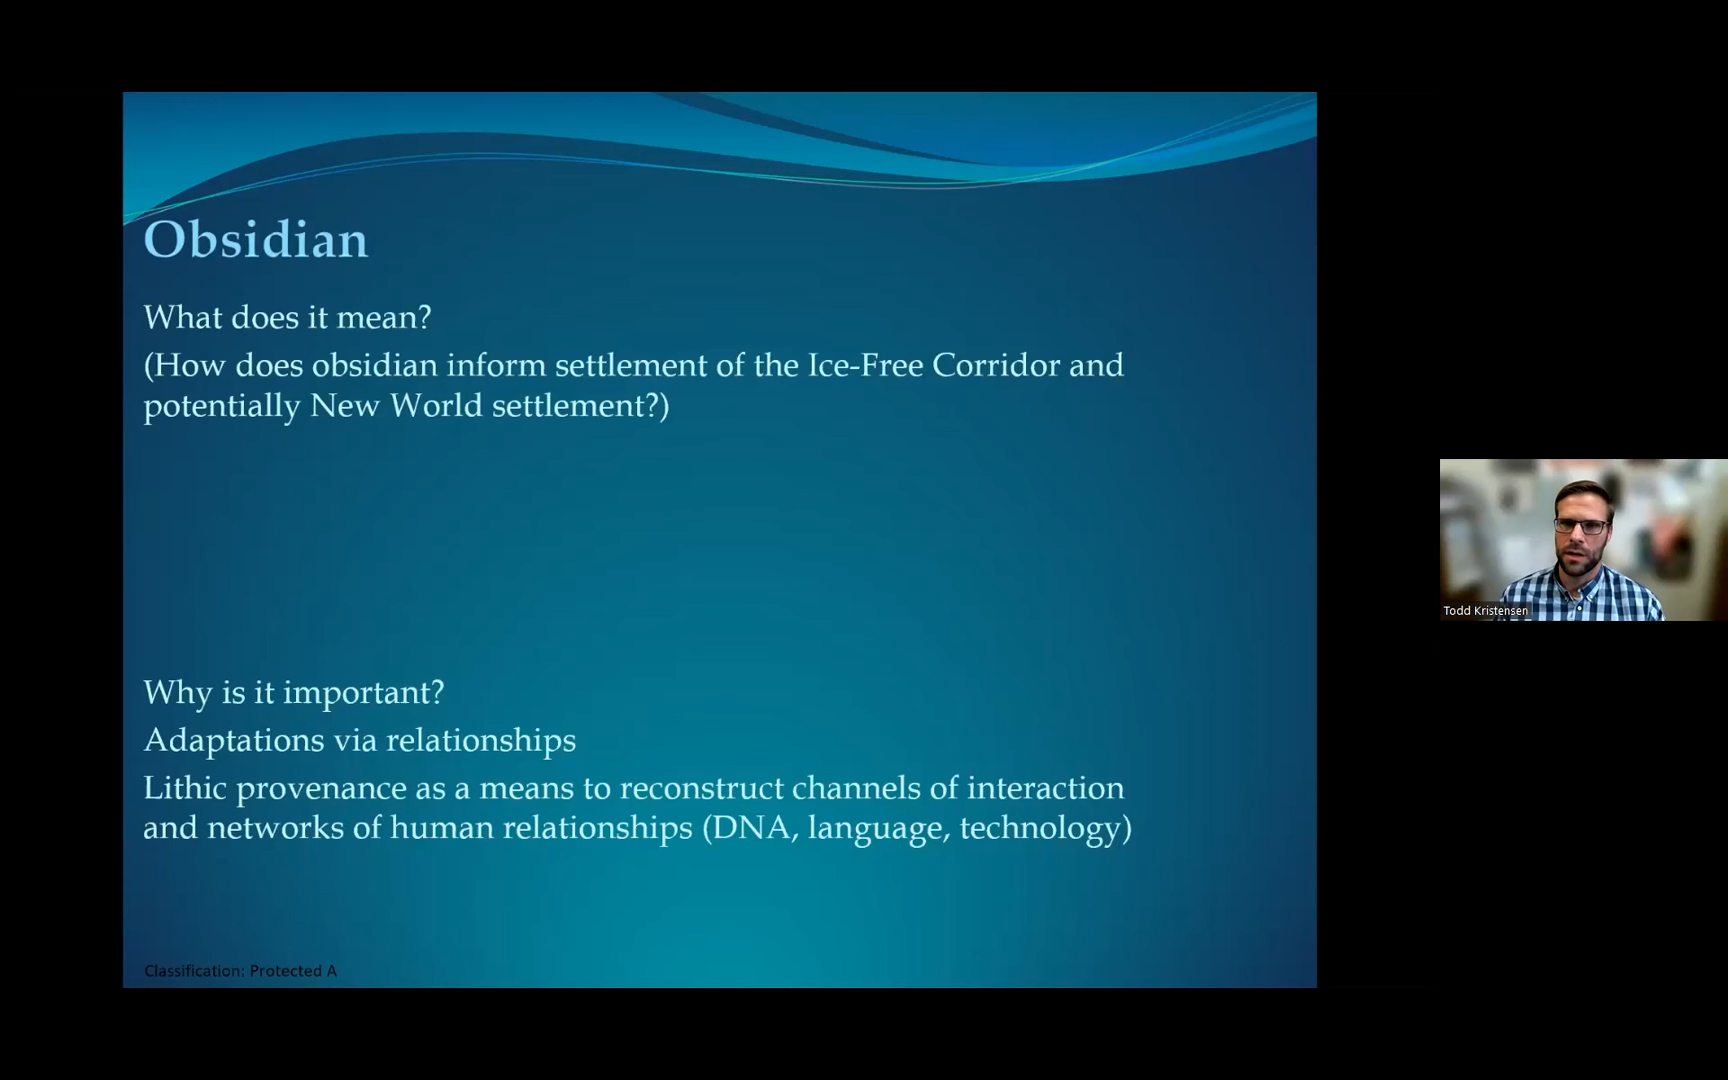 Obsidian
What does it mean?
(How does obsidian inform settlement of the Ice-Free Corridor and
potentially New World settlement?)
Why is it important?
Adaptations via relationships
Lithic provenance as a means to reconstruct channels of interaction
and networks of human relationships (DNA, language, technology)
Classification: Protected A
Todd Kristensen